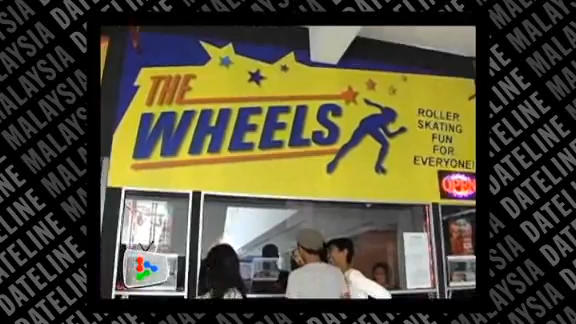 THE
WHEELS
ROLLER
SKATING
FUN
FOR
EVERYONE!
OPEN
DATELINE MALAYSIA